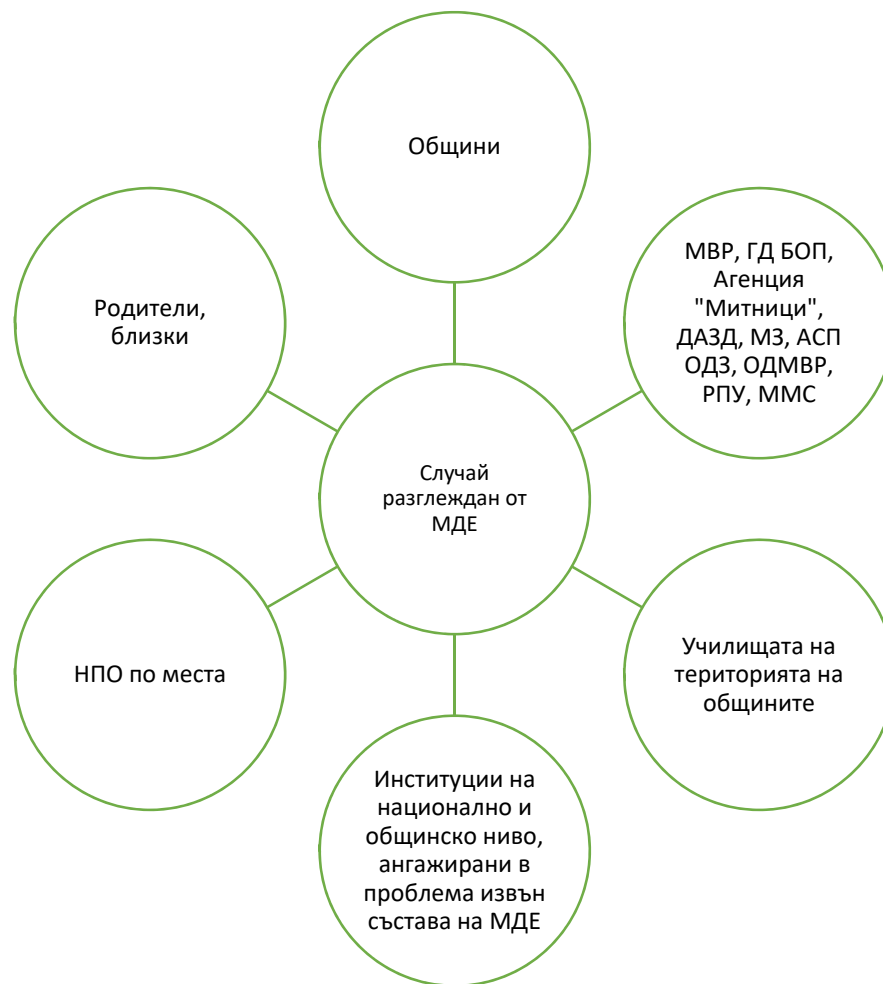 Общини
МВР, ГД БОП,
Агенция
"Митници",
ДАЗД, МЗ, АСП
ОДЗ, ОДМВР,
РПУ, ММС
Родители,
близки
Случай
разглеждан от
МДЕ
НПО по места
Училищата на
територията на
общините
Институции на
национално и
общинско ниво,
ангажирани в
проблема извън
състава на МДЕ